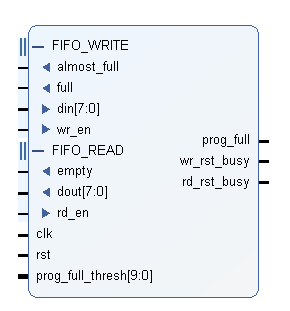 FIFO_WRITE
almost_full
full
din[7:0]
wr_en
FIFO_READ
empty
dout[7:0]
rd_en
clk
rst
prog_full_thresh[9:0]
prog_full
wr_rst_busy
rd_rst_busy